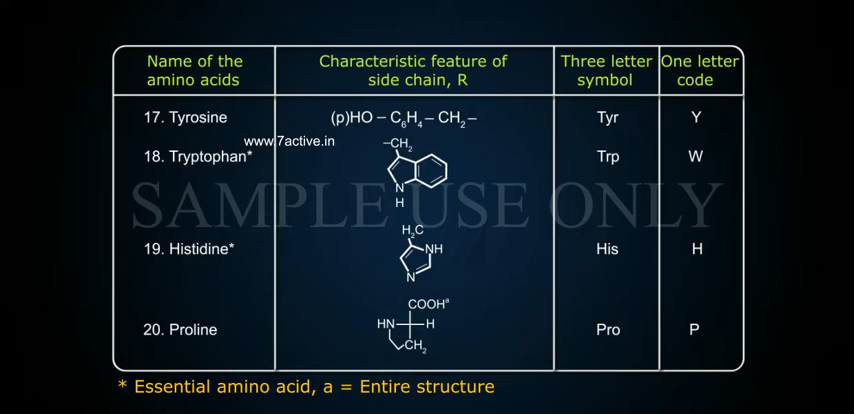 Name of the amino acids Characteristic feature of side chain, R Three letter symbol One letter code
17. Tyrosine (p)HO – C6H4 – CH2 – Tyr Y
www.7active.in
–CH2
18. Tryptophan* Trp W
N
H
SAMPLE USE ONLY
H2C
19. Histidine* NH His H
N
COOHa
20. Proline HN H Pro P
CH2
* Essential amino acid, a = Entire structure